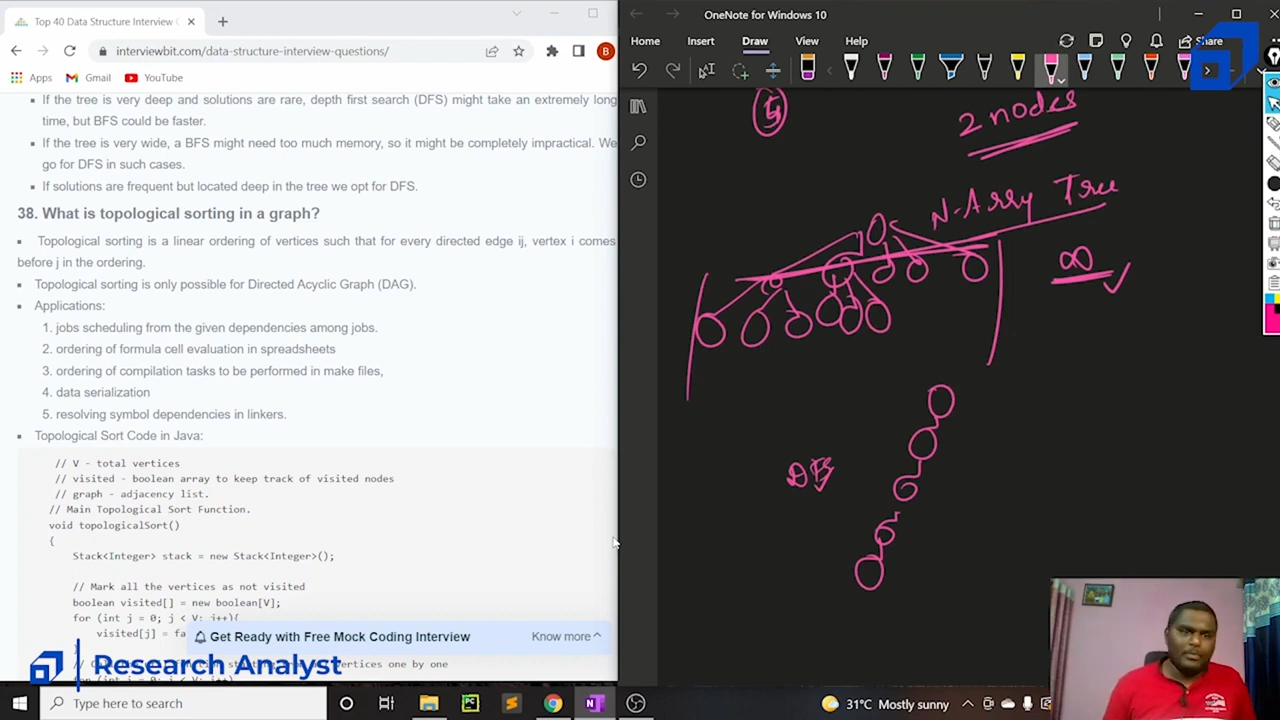 Top 40 Data Structure Interview
interviewbit.com/data-structure-interview-questions/
B
Apps
Gmail
YouTube
▪ If the tree is very deep and solutions are rare, depth first search (DFS) might take an extremely long
time, but BFS could be faster.
▪ If the tree is very wide, a BFS might need too much memory, so it might be completely impractical. We
go for DFS in such cases.
▪ If solutions are frequent but located deep in the tree we opt for DFS.
38. What is topological sorting in a graph?
▪ Topological sorting is a linear ordering of vertices such that for every directed edge ij, vertex i comes
before j in the ordering.
▪ Topological sorting is only possible for Directed Acyclic Graph (DAG).
▪ Applications:
1. jobs scheduling from the given dependencies among jobs.
2. ordering of formula cell evaluation in spreadsheets
3. ordering of compilation tasks to be performed in make files,
4. data serialization
5. resolving symbol dependencies in linkers.
▪ Topological Sort Code in Java:
// V - total vertices
// visited - boolean array to keep track of visited nodes
// graph - adjacency list.
// Main Topological Sort Function.
void topologicalSort()
{
Stack<Integer> stack = new Stack<Integer>();
// Mark all the vertices as not visited
boolean visited[] = new boolean[V];
for (int j = 0; j < V; j++){
visited[j] = fa
Get Ready with Free Mock Coding Interview
Know more
Research Analyst
Type here to search
OneNote for Windows 10
Home
Insert
Draw
View
Help
Share
2 nodes
N-Arry Tree
∞
DFS
31°C Mostly sunny